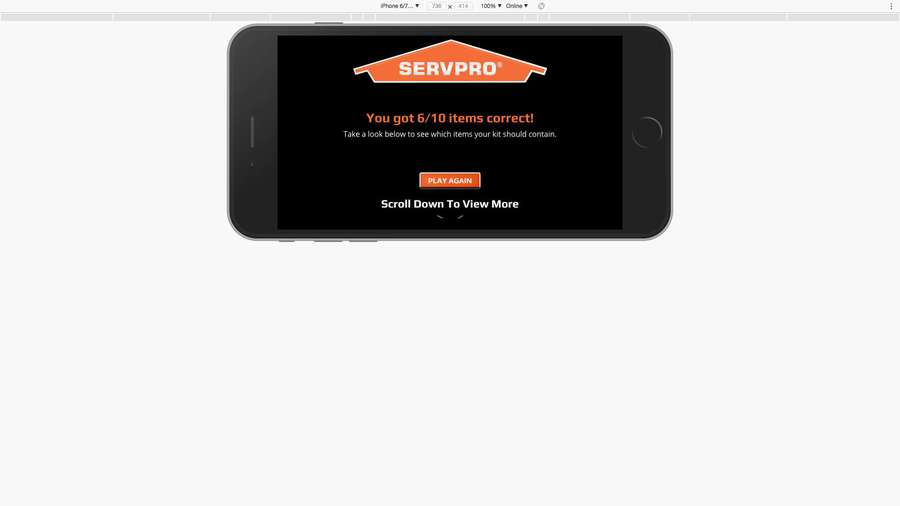 iPhone 6/7... ▼ 736 × 414 100% ▼ Online ▼
SERVPRO®
You got 6/10 items correct!
Take a look below to see which items your kit should contain.
PLAY AGAIN
Scroll Down To View More